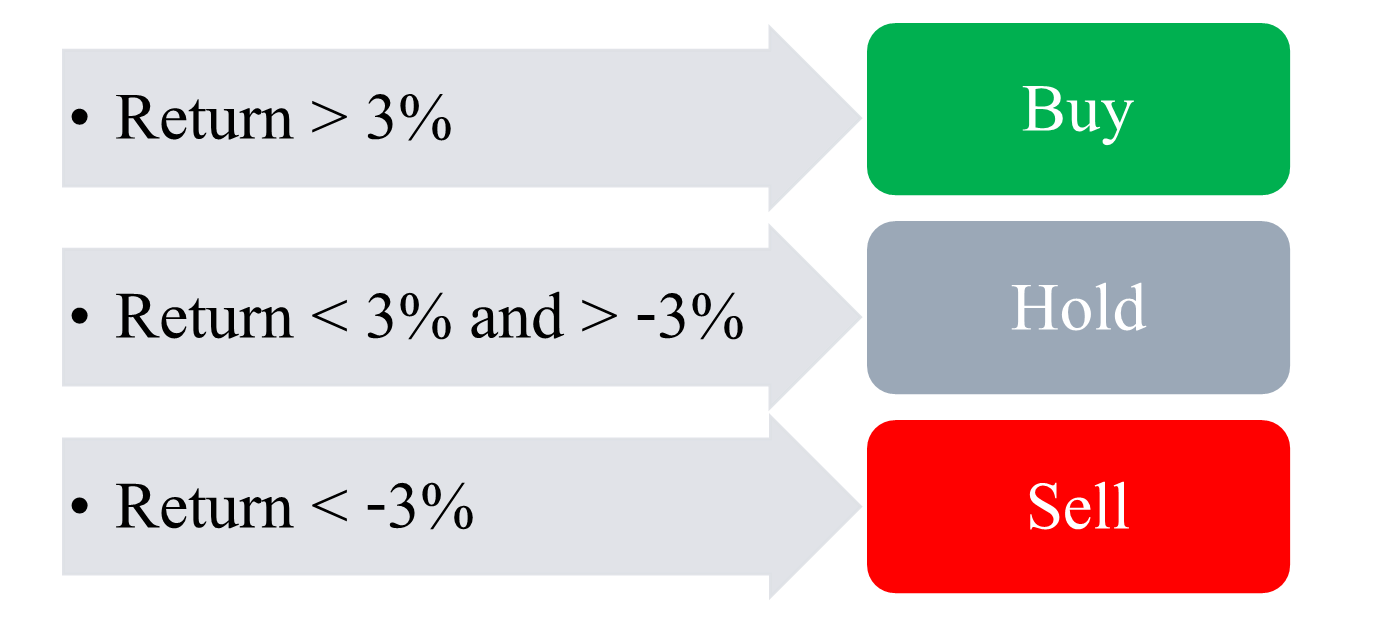 • Return > 3%
Buy
• Return < 3% and > -3%
Hold
• Return < -3%
Sell